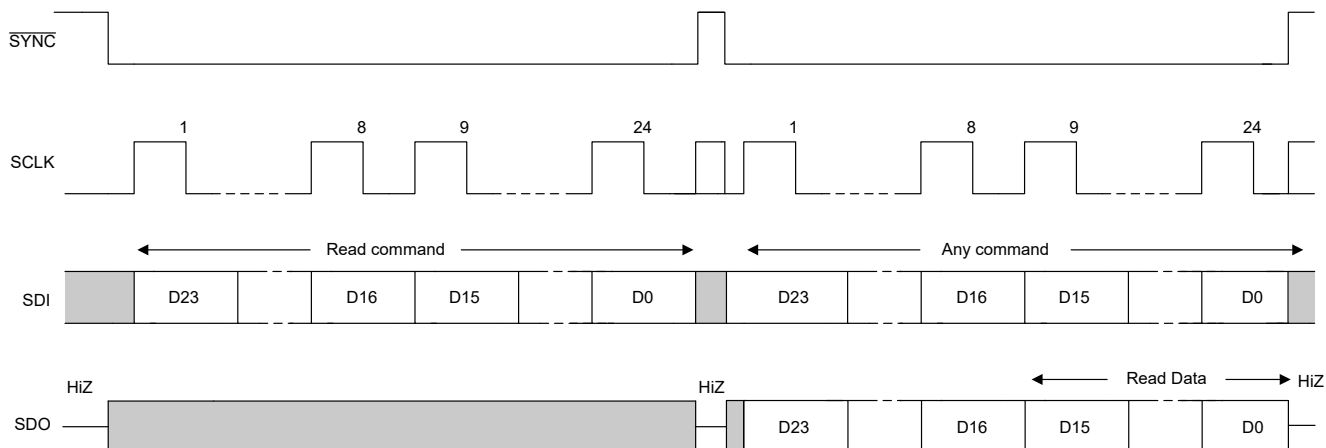 SYNC
1 8 9 24 1 8 9 24
SCLK
Read command Any command
SDI D23 D16 D15 D0 D23 D16 D15 D0
HiZ HiZ Read Data HiZ
SDO D23 D16 D15 D0